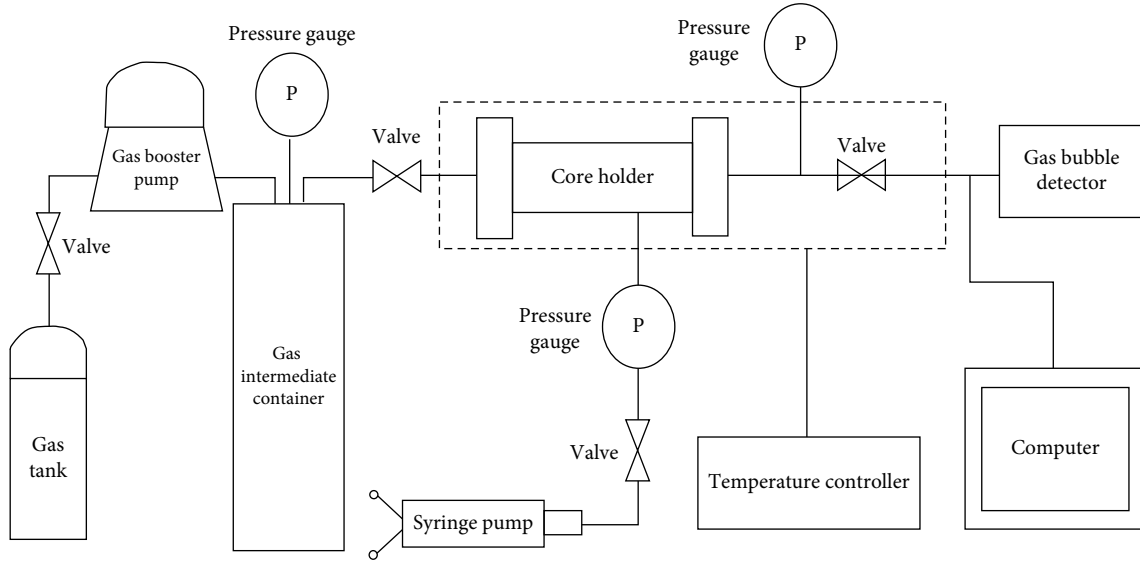 Pressure gauge
P
Gas booster
pump
Valve
Gas
tank
Gas
intermediate
container
Valve
Core holder
Pressure
gauge
P
Valve
Gas bubble
detector
Pressure
gauge
P
Valve
Syringe pump
Temperature controller
Computer